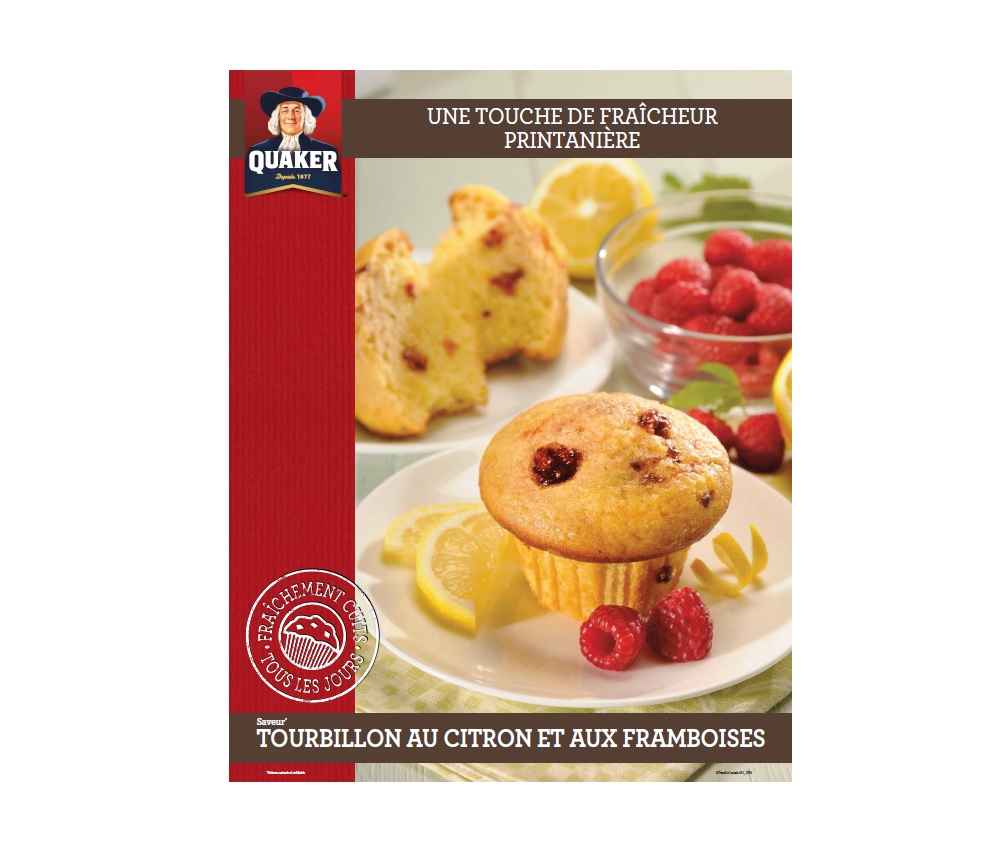 UNE TOUCHE DE FRAÎCHEUR
PRINTANIÈRE
QUAKER
Depuis 1877
FRAÎCHEMENT CUITS
TOUS LES JOURS
Saveur*
TOURBILLON AU CITRON ET AUX FRAMBOISES